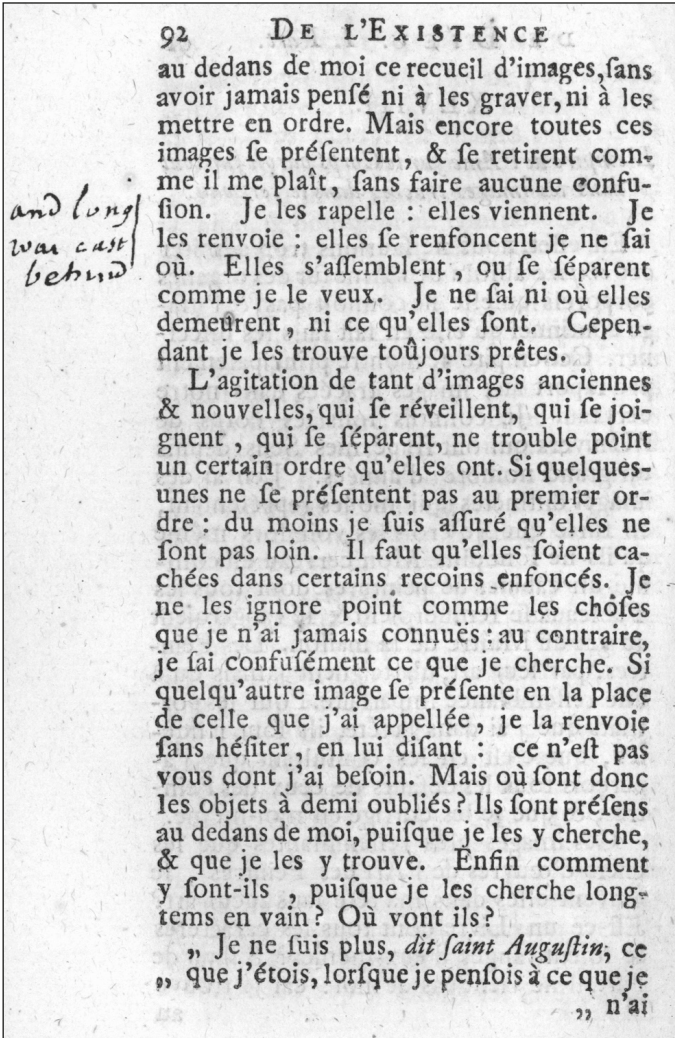 92 DE L'EXISTENCE
au dedans de moi ce recueil d'images, ſans
avoir jamais penſé ni à les graver, ni à les
mettre en ordre. Mais encore toutes ces
images ſe préſentent, & ſe retirent com-
me il me plaît, ſans faire aucune confu-
ſion. Je les rapelle : elles viennent. Je
les renvoie : elles ſe renfoncent je ne ſai
où. Elles s'aſſemblent, ou ſe ſéparent
comme je le veux. Je ne ſai ni où elles
demeurent, ni ce qu'elles ſont. Cepen-
dant je les trouve toûjours prêtes.
and long
was cast
behind
L'agitation de tant d'images anciennes
& nouvelles, qui ſe réveillent, qui ſe joi-
gnent, qui ſe ſéparent, ne trouble point
un certain ordre qu'elles ont. Si quelques-
unes ne ſe préſentent pas au premier or-
dre : du moins je ſuis aſſuré qu'elles ne
ſont pas loin. Il faut qu'elles ſoient ca-
chées dans certains recoins enfoncés. Je
ne les ignore point comme les choſes
que je n'ai jamais connuës : au contraire,
je ſai confuſément ce que je cherche. Si
quelqu'autre image ſe préſente en la place
de celle que j'ai appellée, je la renvoie
ſans héſiter, en lui diſant : ce n'eſt pas
vous dont j'ai beſoin. Mais où ſont donc
les objets à demi oubliés ? Ils ſont préſens
au dedans de moi, puiſque je les y cherche,
& que je les y trouve. Enfin comment
y ſont-ils, puiſque je les cherche long-
tems en vain ? Où vont ils ?
„ Je ne ſuis plus, dit ſaint Auguſtin, ce
„ que j'étois, lorſque je penſois à ce que je
„ n'ai